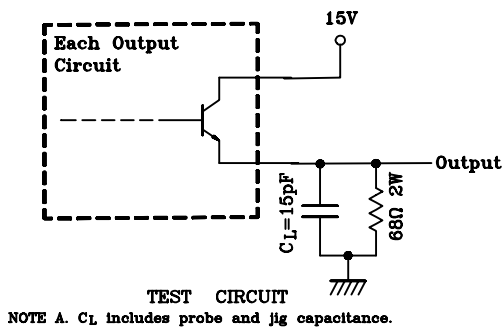 15V
Each Output
Circuit
Output
CL=15pF
68Ω 2W
TEST CIRCUIT
NOTE A. CL includes probe and jig capacitance.